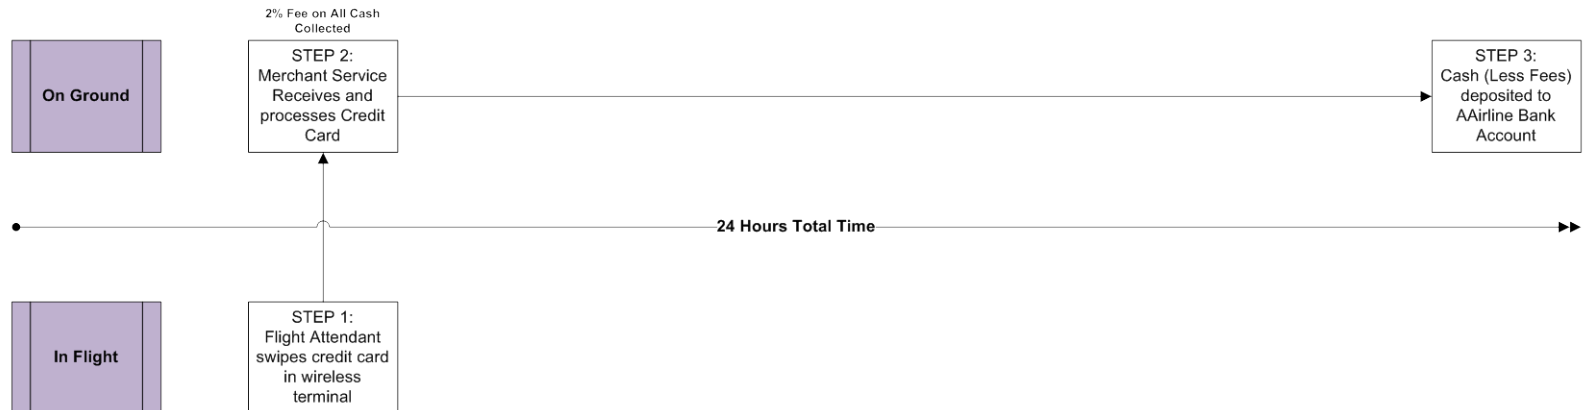 2% Fee on All Cash
Collected
On Ground
STEP 2:
Merchant Service
Receives and
processes Credit
Card
STEP 3:
Cash (Less Fees)
deposited to
AAirline Bank
Account
24 Hours Total Time
In Flight
STEP 1:
Flight Attendant
swipes credit card
in wireless
terminal